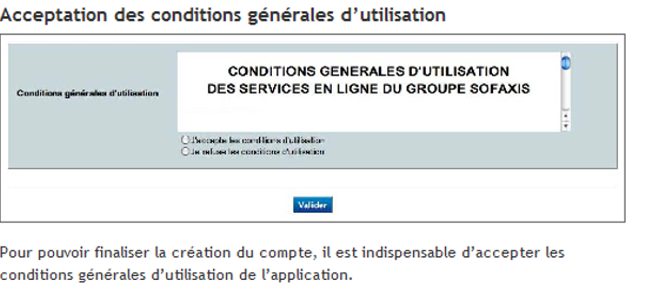 Acceptation des conditions générales d’utilisation
CONDITIONS GENERALES D'UTILISATION
DES SERVICES EN LIGNE DU GROUPE SOFAXIS
Conditions générales d'utilisation
J'accepte les conditions d'utilisation
Je refuse les conditions d'utilisation
Valider
Pour pouvoir finaliser la création du compte, il est indispensable d’accepter les
conditions générales d’utilisation de l’application.